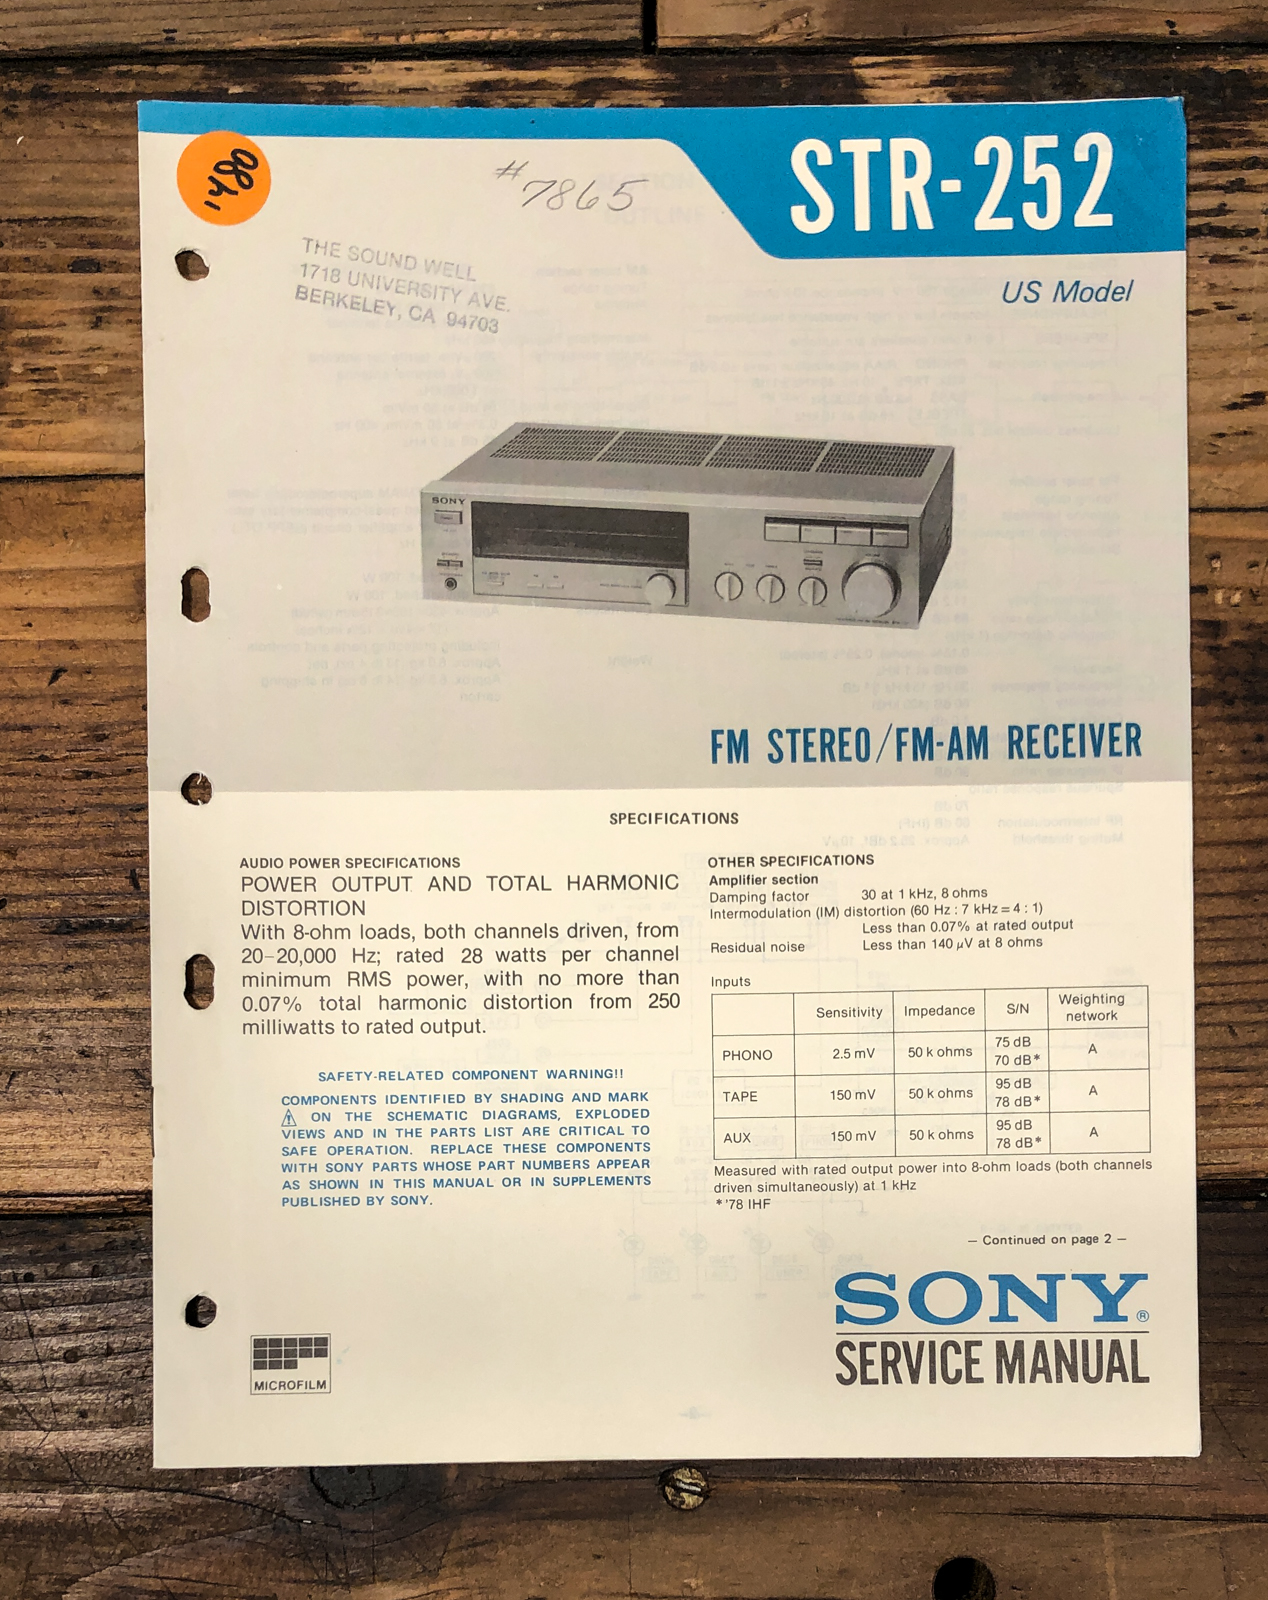 STR-252
US Model
# 7865
THE SOUND WELL
1718 UNIVERSITY AVE.
BERKELEY, CA 94703
SONY
FM STEREO/FM-AM RECEIVER
SPECIFICATIONS
AUDIO POWER SPECIFICATIONS
POWER OUTPUT AND TOTAL HARMONIC
DISTORTION
With 8-ohm loads, both channels driven, from
20–20,000 Hz; rated 28 watts per channel
minimum RMS power, with no more than
0.07% total harmonic distortion from 250
milliwatts to rated output.
SAFETY-RELATED COMPONENT WARNING!!
COMPONENTS IDENTIFIED BY SHADING AND MARK
⚠ ON THE SCHEMATIC DIAGRAMS, EXPLODED
VIEWS AND IN THE PARTS LIST ARE CRITICAL TO
SAFE OPERATION. REPLACE THESE COMPONENTS
WITH SONY PARTS WHOSE PART NUMBERS APPEAR
AS SHOWN IN THIS MANUAL OR IN SUPPLEMENTS
PUBLISHED BY SONY.
OTHER SPECIFICATIONS
Amplifier section
Damping factor 30 at 1 kHz, 8 ohms
Intermodulation (IM) distortion (60 Hz : 7 kHz = 4 : 1)
Less than 0.07% at rated output
Residual noise Less than 140 μV at 8 ohms
Inputs
Sensitivity Impedance S/N Weighting network
PHONO 2.5 mV 50 k ohms 75 dB 70 dB* A
TAPE 150 mV 50 k ohms 95 dB 78 dB* A
AUX 150 mV 50 k ohms 95 dB 78 dB* A
Measured with rated output power into 8-ohm loads (both channels
driven simultaneously) at 1 kHz
*'78 IHF
— Continued on page 2 —
SONY®
SERVICE MANUAL
MICROFILM